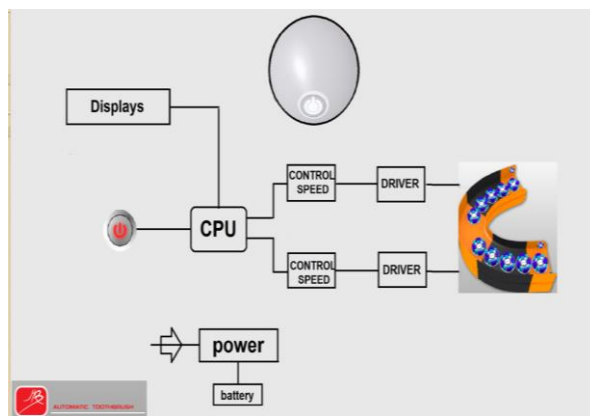 Displays
CONTROL
SPEED
DRIVER
CPU
CONTROL
SPEED
DRIVER
power
battery
AUTOMATIC TOOTHBRUSH